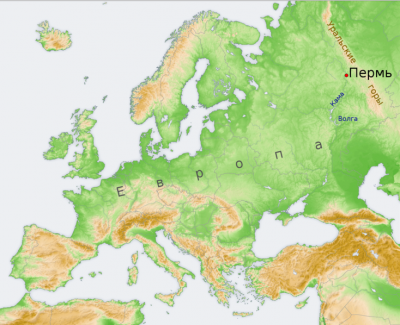 Уральские
горы
Пермь
Кама
Волга
Европа